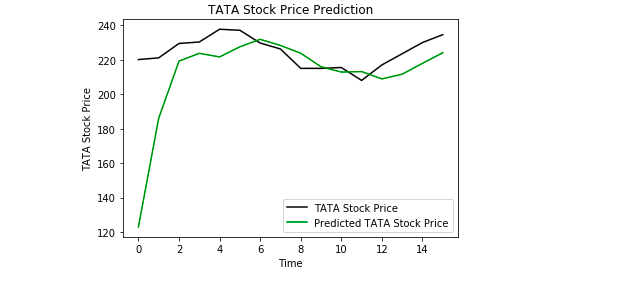 TATA Stock Price Prediction
TATA Stock Price
240
220
200
180
160
140
120
TATA Stock Price
Predicted TATA Stock Price
0 2 4 6 8 10 12 14
Time